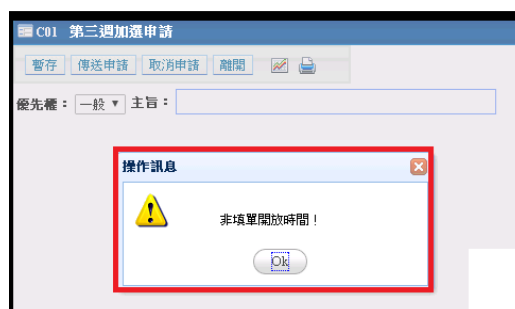 C01 第三週加選申請
暫存 傳送申請 取消申請 離開
優先權： 一般 ▼ 主旨：
操作訊息
非填單開放時間！
Ok